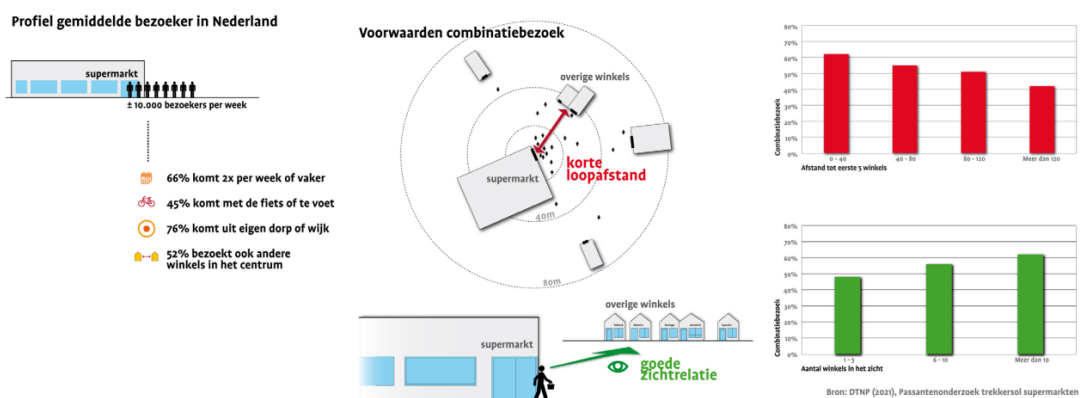 Profiel gemiddelde bezoeker in Nederland
supermarkt
± 10.000 bezoekers per week
66% komt 2x per week of vaker
45% komt met de fiets of te voet
76% komt uit eigen dorp of wijk
52% bezoekt ook andere
winkels in het centrum
Voorwaarden combinatiebezoek
overige winkels
korte
loopafstand
supermarkt
40m
80m
overige winkels
supermarkt
goede
zichtrelatie
Combinatiebezoek
80%
70%
60%
50%
40%
30%
20%
10%
0%
0 - 40
40 - 80
80 - 120
Meer dan 120
Afstand tot eerste 5 winkels
Combinatiebezoek
80%
70%
60%
50%
40%
30%
20%
10%
0%
1 - 5
6 - 10
Meer dan 10
Aantal winkels in het zicht
Bron: DTNP (2021), Passantenonderzoek trekkersol supermarkten